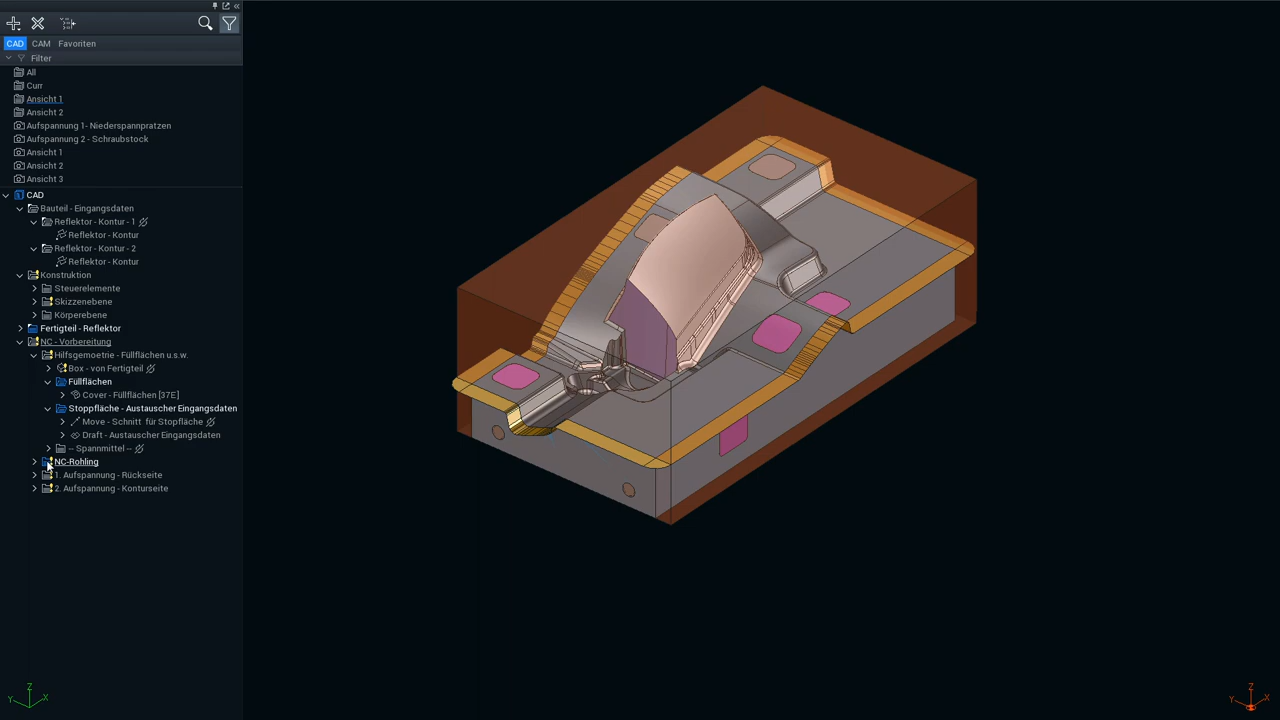 CAD CAM Favoriten
Filter
All
Curr
Ansicht 1
Ansicht 2
Aufspannung 1- Niederspannpratzen
Aufspannung 2 - Schraubstock
Ansicht 1
Ansicht 2
Ansicht 3
CAD
Bauteil - Eingangsdaten
Reflektor - Kontur - 1
Reflektor - Kontur
Reflektor - Kontur - 2
Reflektor - Kontur
Konstruktion
Steuerelemente
Skizzenebene
Körperebene
Fertigteil - Reflektor
NC - Vorbereitung
Hilfsgemoetrie - Füllflächen u.s.w.
Box - von Fertigteil
Füllflächen
Cover - Füllflächen [37E]
Stoppfläche - Austauscher Eingangsdaten
Move - Schnitt für Stopfläche
Draft - Austauscher Eingangsdaten
-- Spannmittel --
NC-Rohling
1. Aufspannung - Rückseite
2. Aufspannung - Konturseite
Z
Y X
Z
Y X